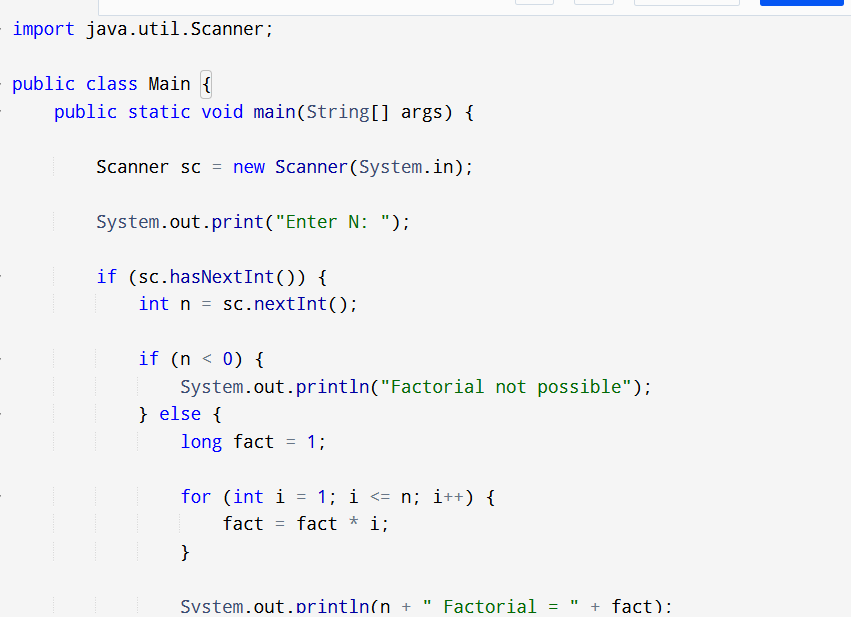 import java.util.Scanner;
public class Main {
public static void main(String[] args) {
Scanner sc = new Scanner(System.in);
System.out.print("Enter N: ");
if (sc.hasNextInt()) {
int n = sc.nextInt();
if (n < 0) {
System.out.println("Factorial not possible");
} else {
long fact = 1;
for (int i = 1; i <= n; i++) {
fact = fact * i;
}
System.out.println(n + " Factorial = " + fact);